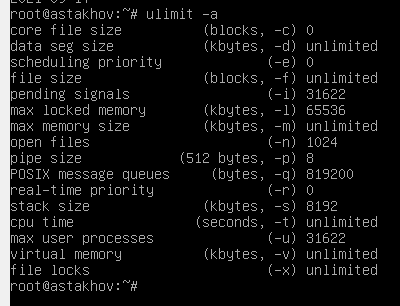 root@astakhov:~# ulimit -a
core file size (blocks, -c) 0
data seg size (kbytes, -d) unlimited
scheduling priority (-e) 0
file size (blocks, -f) unlimited
pending signals (-i) 31622
max locked memory (kbytes, -l) 65536
max memory size (kbytes, -m) unlimited
open files (-n) 1024
pipe size (512 bytes, -p) 8
POSIX message queues (bytes, -q) 819200
real-time priority (-r) 0
stack size (kbytes, -s) 8192
cpu time (seconds, -t) unlimited
max user processes (-u) 31622
virtual memory (kbytes, -v) unlimited
file locks (-x) unlimited
root@astakhov:~#